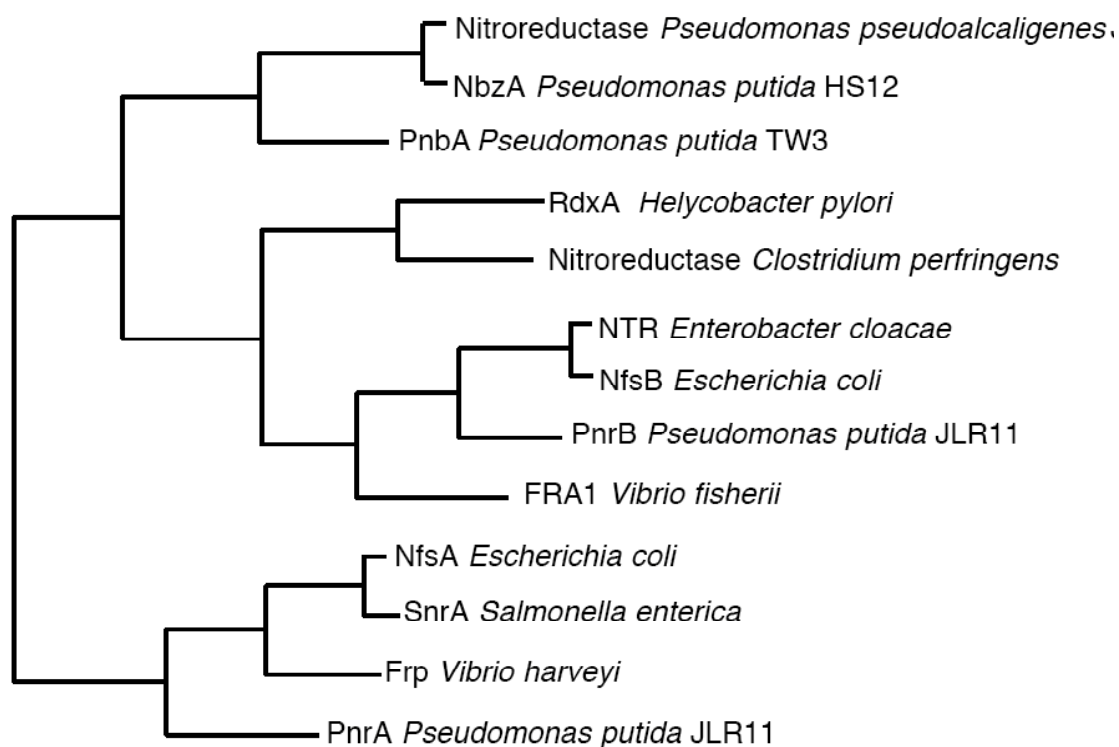 Nitroreductase Pseudomonas pseudoalcaligenes
NbzA Pseudomonas putida HS12
PnbA Pseudomonas putida TW3
RdxA Helycobacter pylori
Nitroreductase Clostridium perfringens
NTR Enterobacter cloacae
NfsB Escherichia coli
PnrB Pseudomonas putida JLR11
FRA1 Vibrio fisherii
NfsA Escherichia coli
SnrA Salmonella enterica
Frp Vibrio harveyi
PnrA Pseudomonas putida JLR11